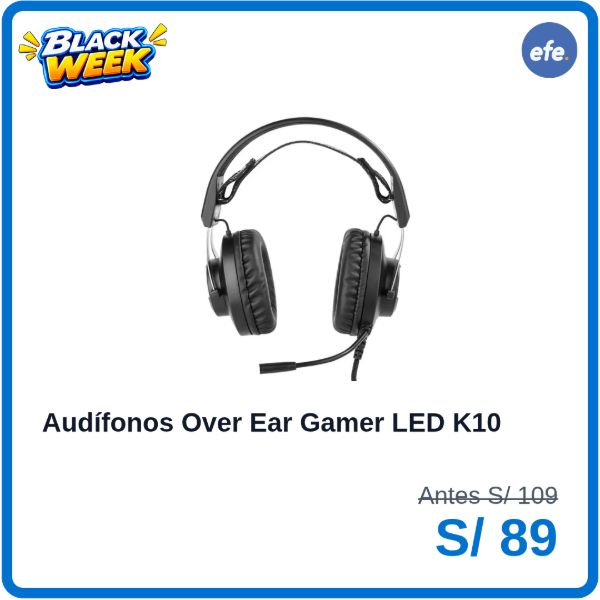 BLACK
WEEK
efe.
Audífonos Over Ear Gamer LED K10
Antes S/ 109
S/ 89